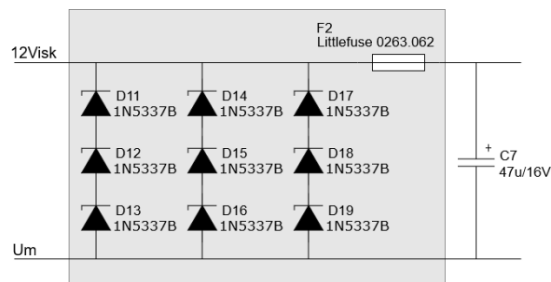 F2
Littlefuse 0263.062
12Visk
D11
1N5337B
D14
1N5337B
D17
1N5337B
D12
1N5337B
D15
1N5337B
D18
1N5337B
+
C7
47u/16V
D13
1N5337B
D16
1N5337B
D19
1N5337B
Um